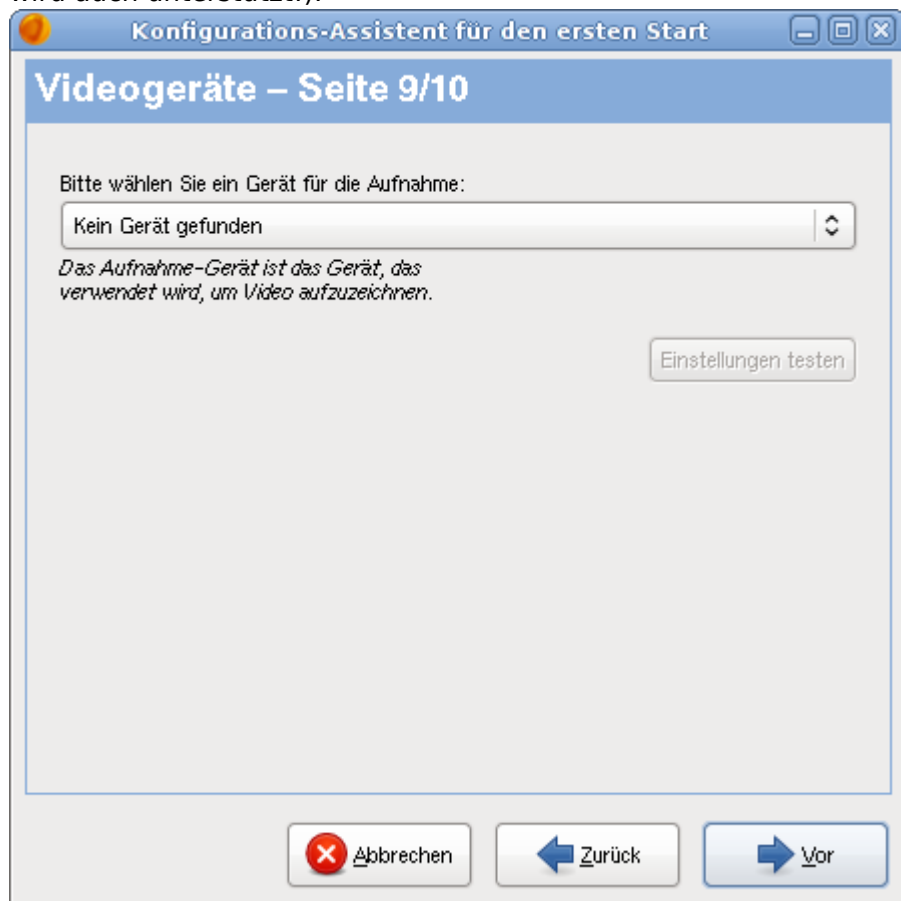 Konfigurations-Assistent für den ersten Start
Videogeräte – Seite 9/10
Bitte wählen Sie ein Gerät für die Aufnahme:
Kein Gerät gefunden
Das Aufnahme-Gerät ist das Gerät, das
verwendet wird, um Video aufzuzeichnen.
Einstellungen testen
Abbrechen
Zurück
Vor